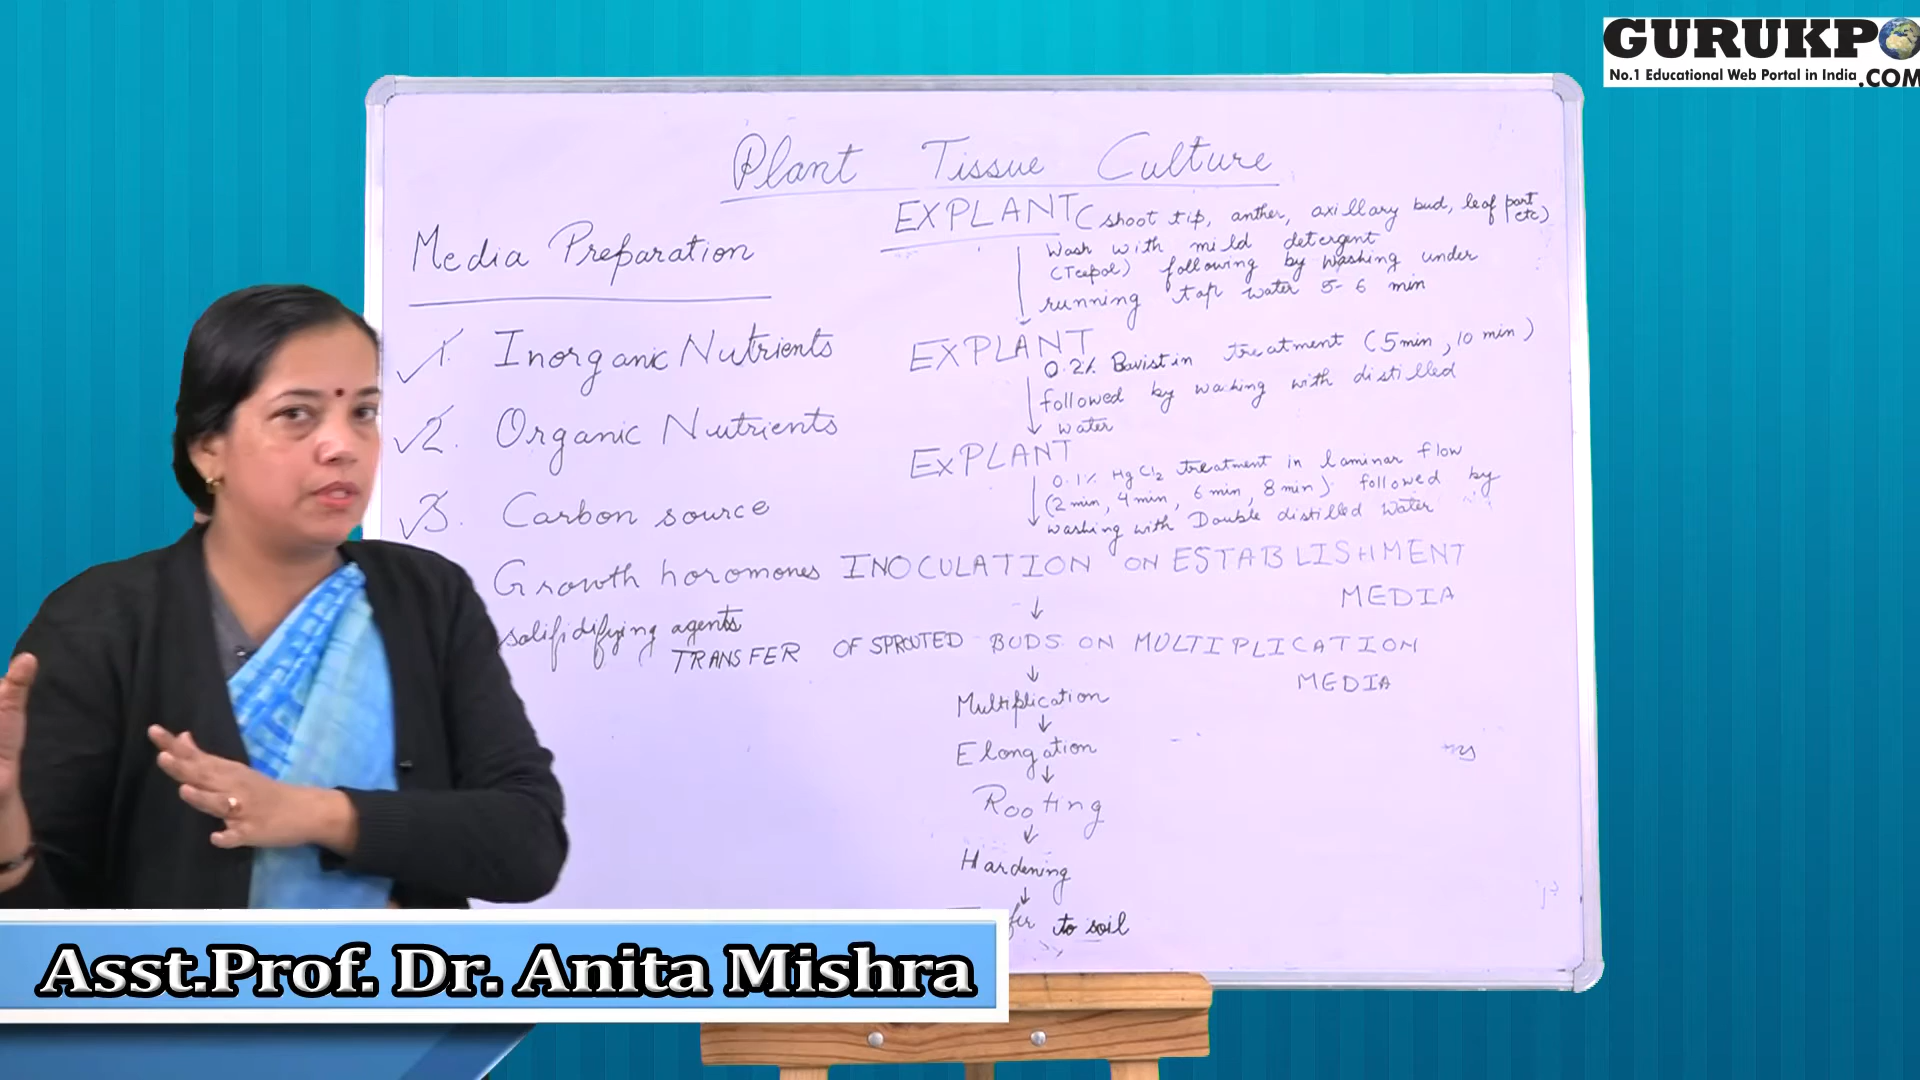 GURUKPO
No.1 Educational Web Portal in India .COM
Plant Tissue Culture
Media Preparation
1. Inorganic Nutrients
2. Organic Nutrients
3. Carbon source
Growth horomones
solifidifying agents
EXPLANT ( shoot tip, anther, axillary bud, leaf part etc)
Wash with mild detergent
(Teepol) following by washing under
running tap water 5-6 min
EXPLANT
0.2% Bavistin treatment (5min, 10 min)
followed by washing with distilled
water
EXPLANT
0.1% HgCl2 treatment in laminar flow
(2 min, 4 min, 6 min, 8 min) followed by
washing with Double distilled Water
INOCULATION ON ESTABLISHMENT
MEDIA
TRANSFER OF SPROUTED BUDS ON MULTIPLICATION
MEDIA
Multiplication
Elongation
Rooting
Hardening
to soil
Asst.Prof. Dr. Anita Mishra